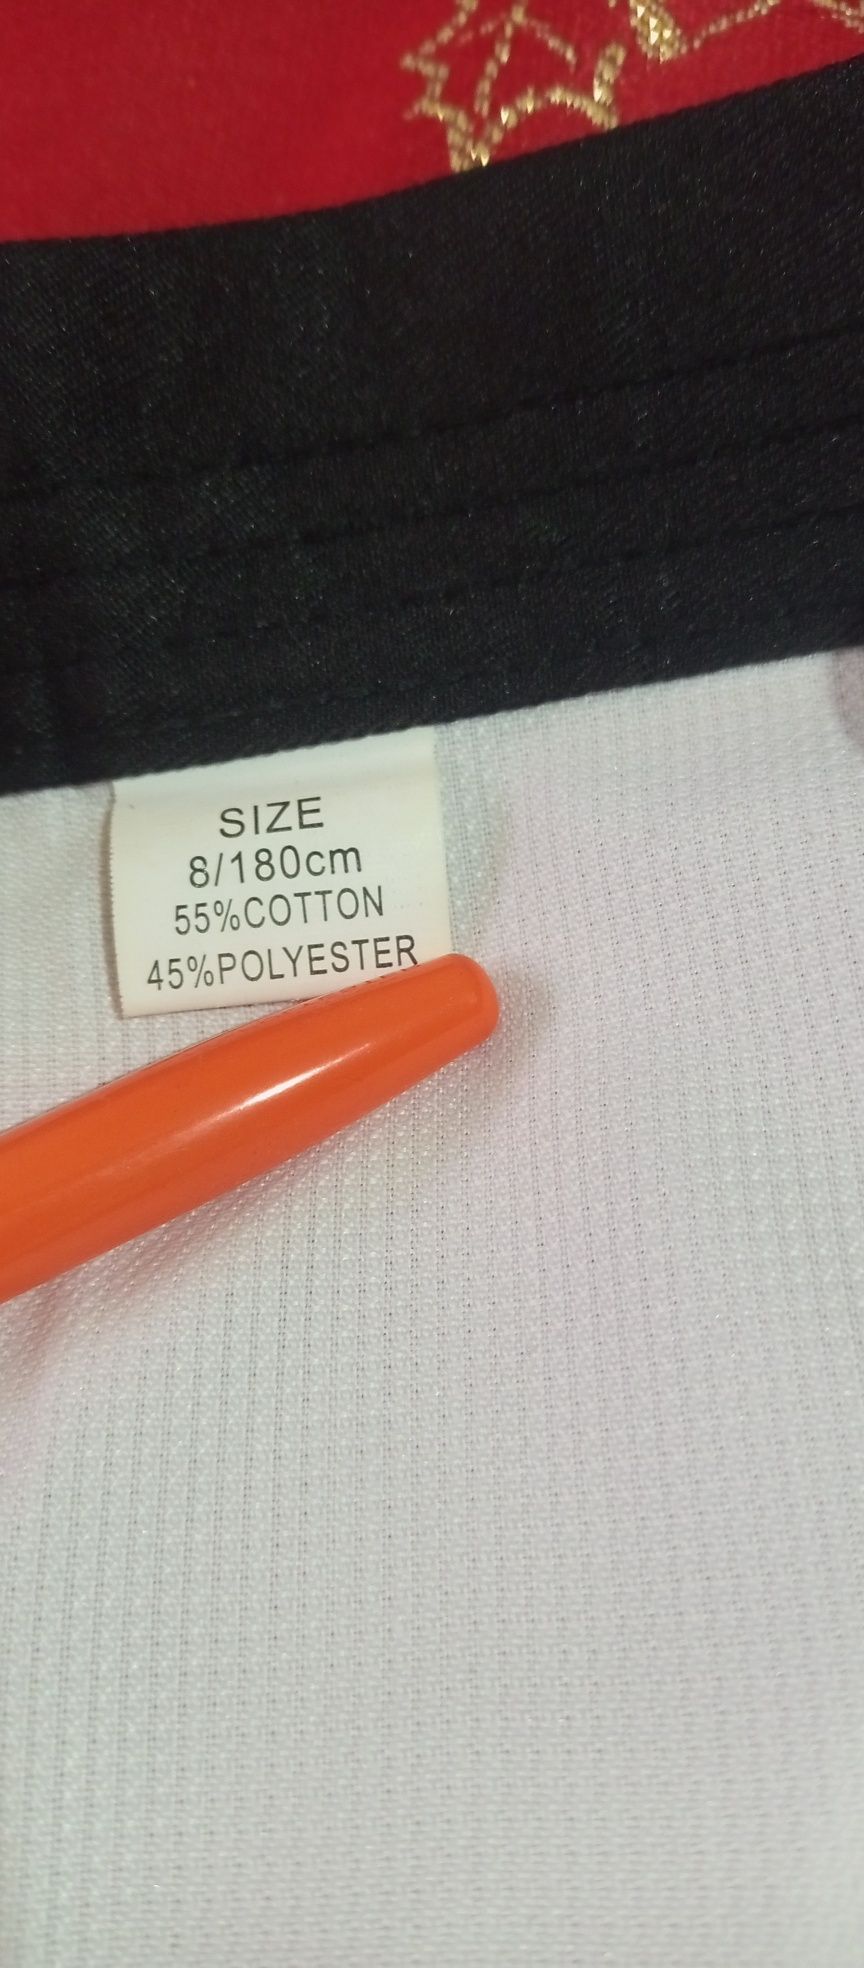 SIZE
8/180cm
55%COTTON
45%POLYESTER